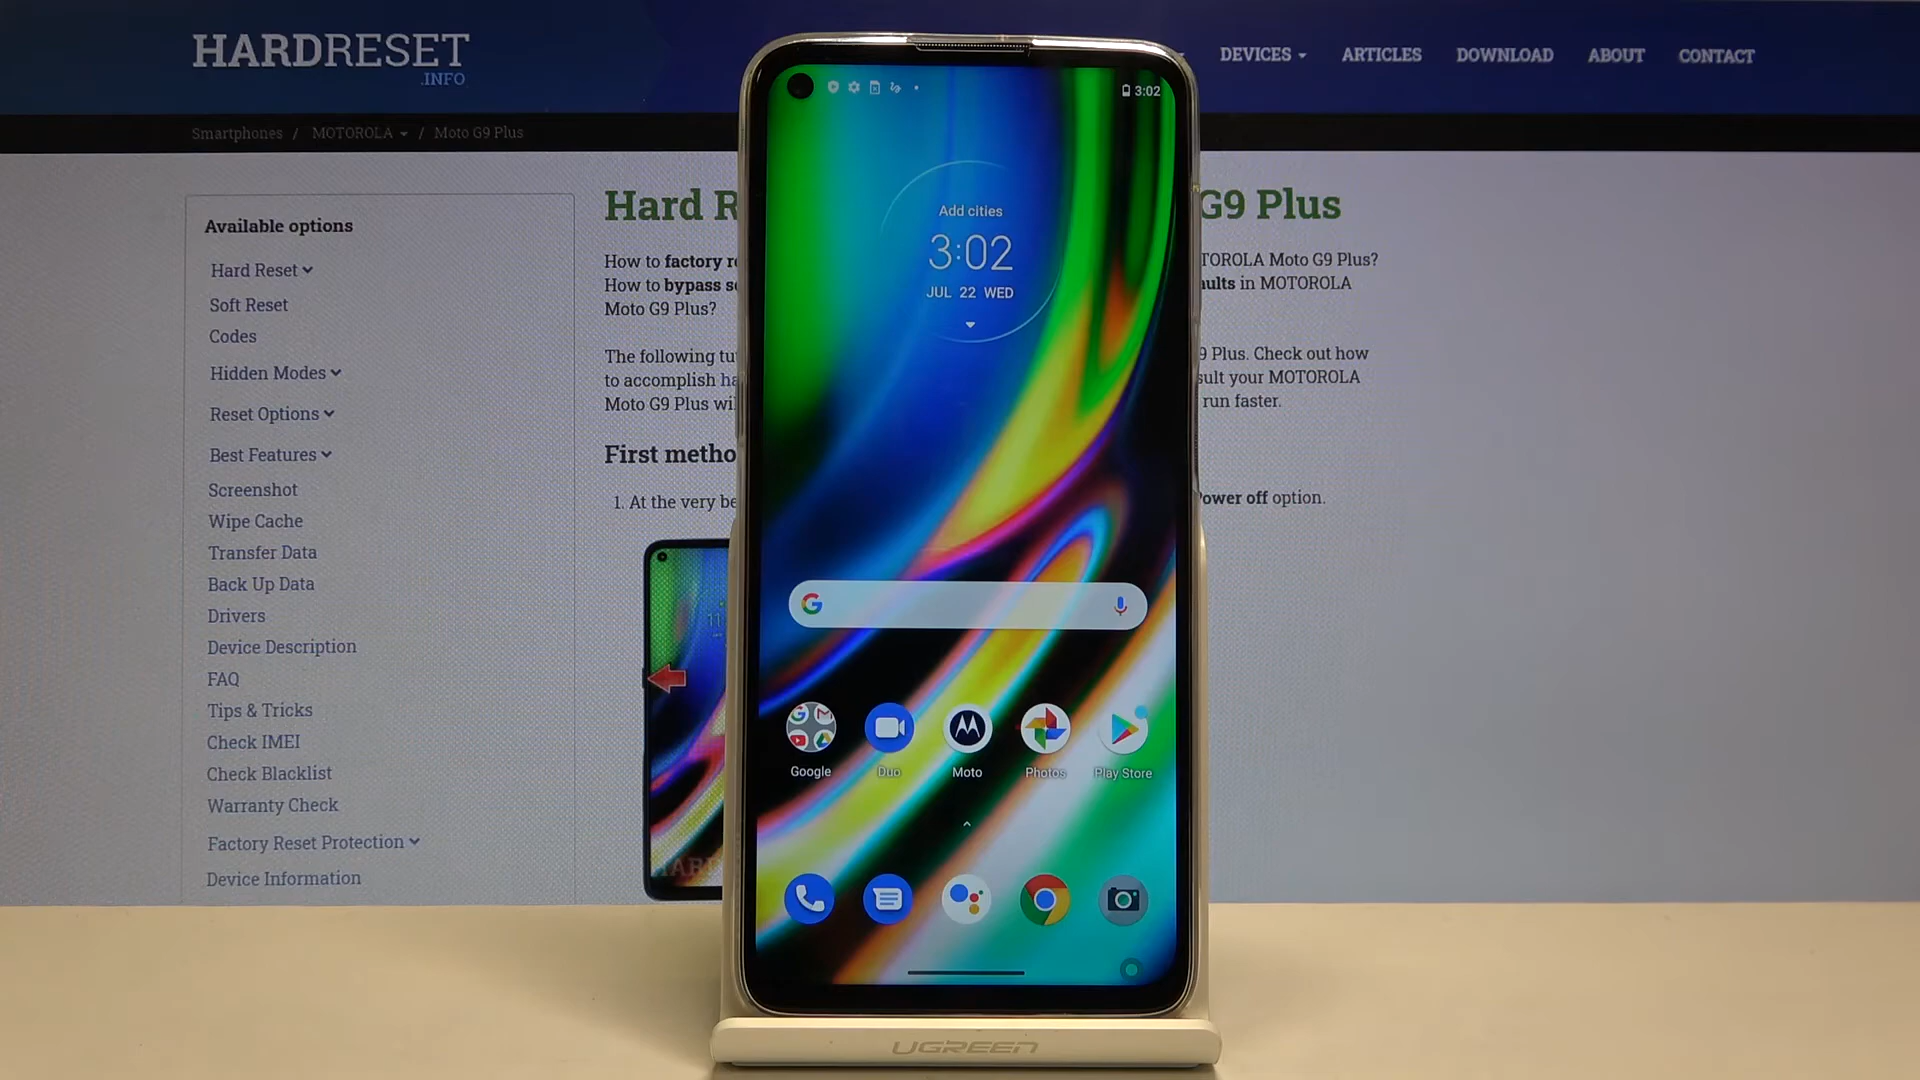 HARDRESET
.INFO
DEVICES
ARTICLES
DOWNLOAD
ABOUT
CONTACT
Smartphones / MOTOROLA / Moto G9 Plus
Available options
Hard Reset
Soft Reset
Codes
Hidden Modes
Reset Options
Best Features
Screenshot
Wipe Cache
Transfer Data
Back Up Data
Drivers
Device Description
FAQ
Tips & Tricks
Check IMEI
Check Blacklist
Warranty Check
Factory Reset Protection
Device Information
Hard R
G9 Plus
How to factory re
TOROLA Moto G9 Plus?
How to bypass sc
aults in MOTOROLA
Moto G9 Plus?
The following tu
9 Plus. Check out how
to accomplish ha
sult your MOTOROLA
Moto G9 Plus wil
run faster.
First metho
1. At the very be
ower off option.
3:02
Add cities
3:02
JUL 22 WED
Google
Duo
Moto
Photos
Play Store
UGREEN